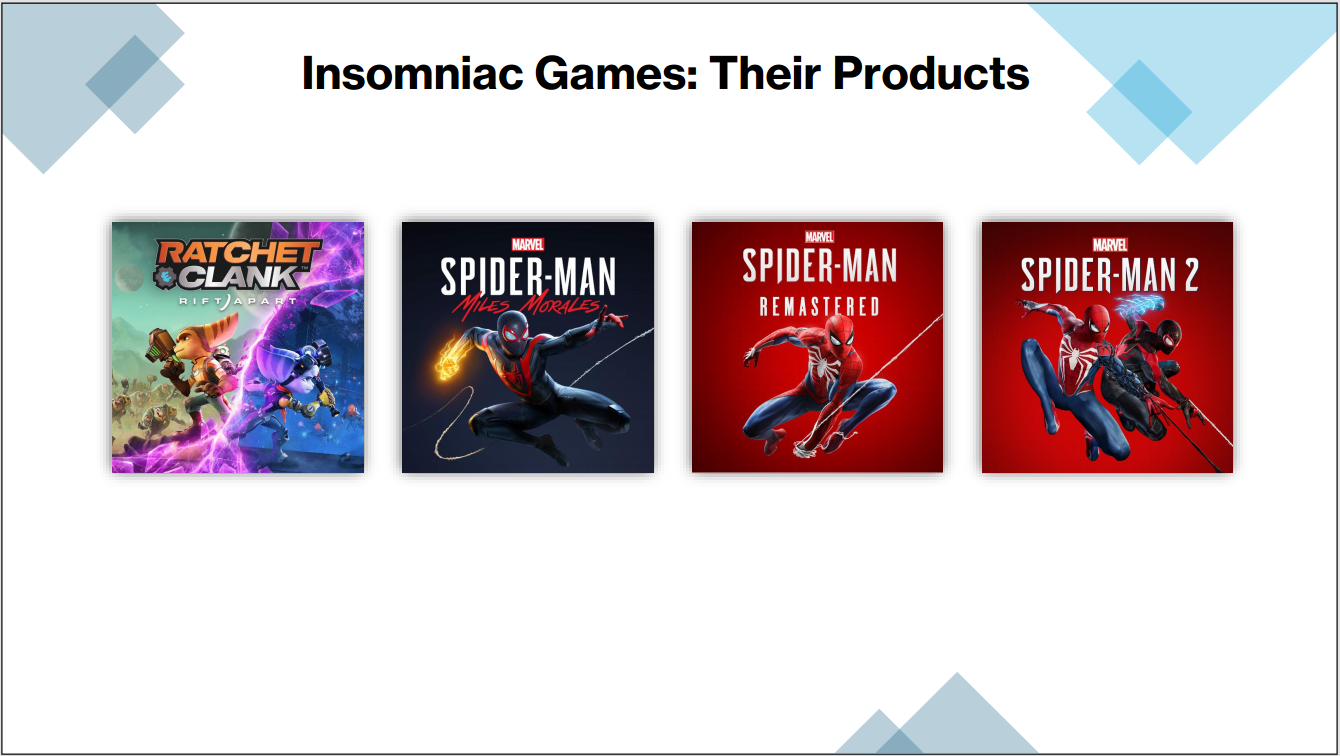 Insomniac Games: Their Products
RATCHET
CLANK™
RIFT APART
MARVEL
SPIDER-MAN
MILES MORALES
MARVEL
SPIDER-MAN
REMASTERED
MARVEL
SPIDER-MAN 2